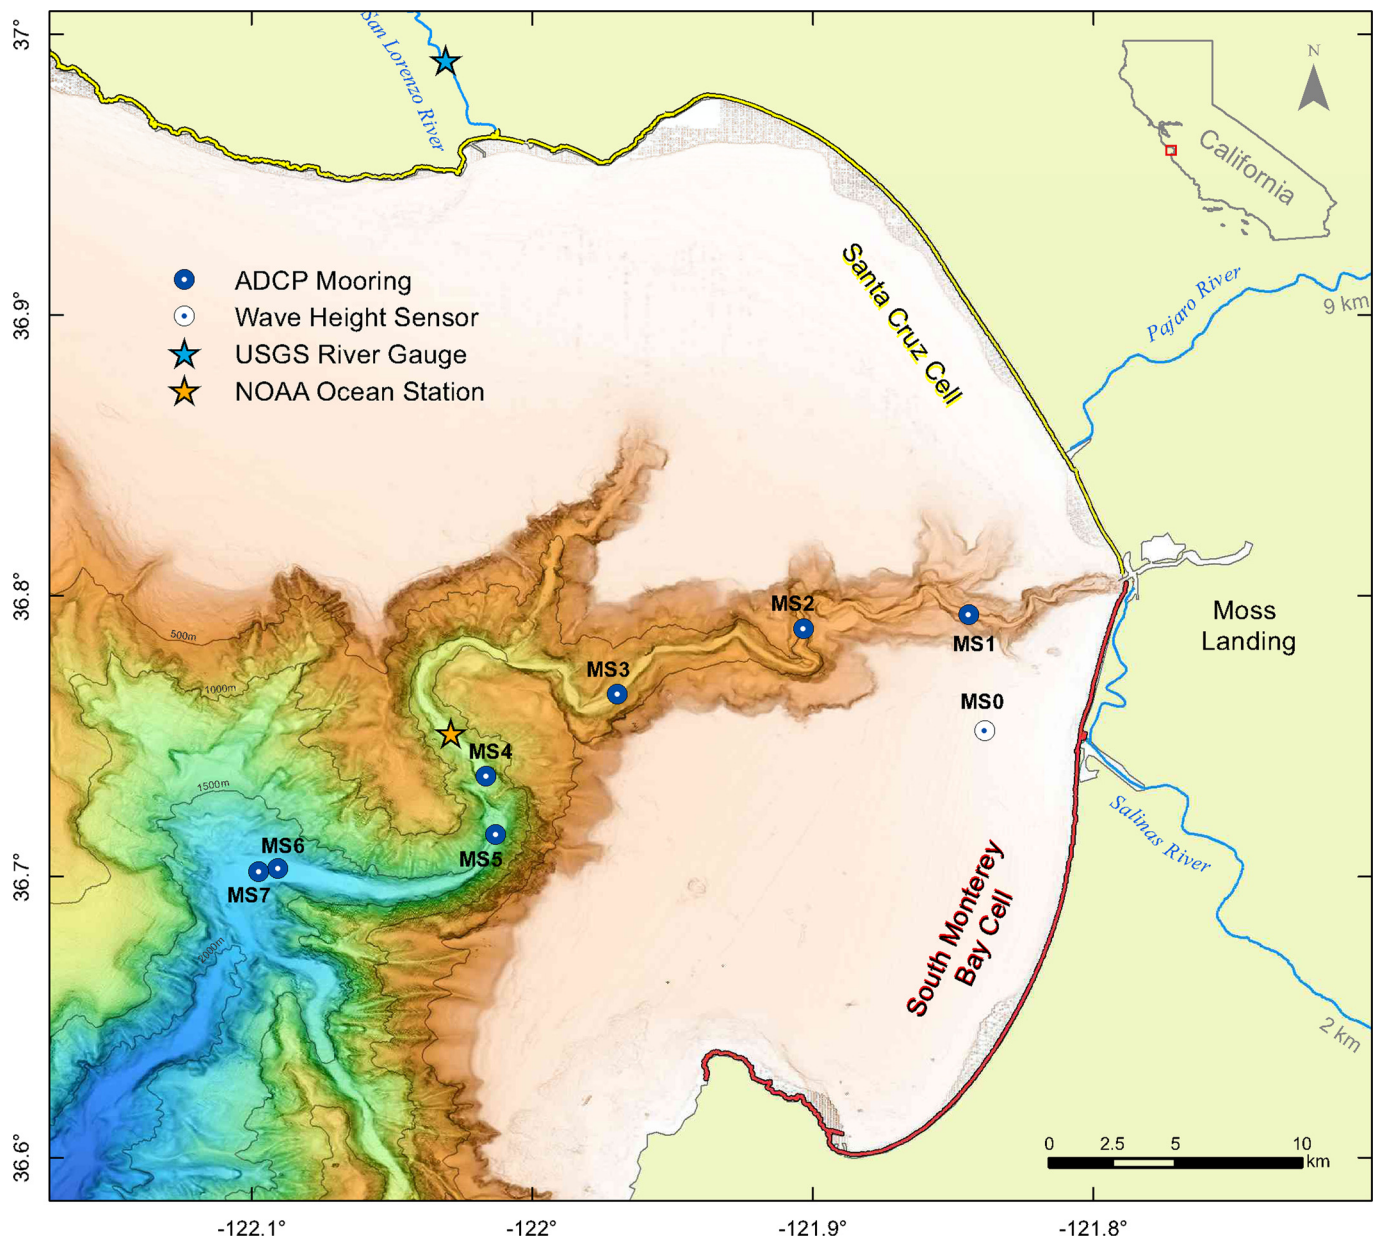 37°
36.9°
36.8°
36.7°
36.6°
San Lorenzo River
N
California
ADCP Mooring
Wave Height Sensor
USGS River Gauge
NOAA Ocean Station
Santa Cruz Cell
Pajaro River
9 km
MS2
MS1
Moss
Landing
MS3
MS0
MS4
500m
1000m
1500m
MS6
MS5
MS7
Salinas River
South Monterey
Bay Cell
2000m
2 km
0 2.5 5 10
km
-122.1° -122° -121.9° -121.8°